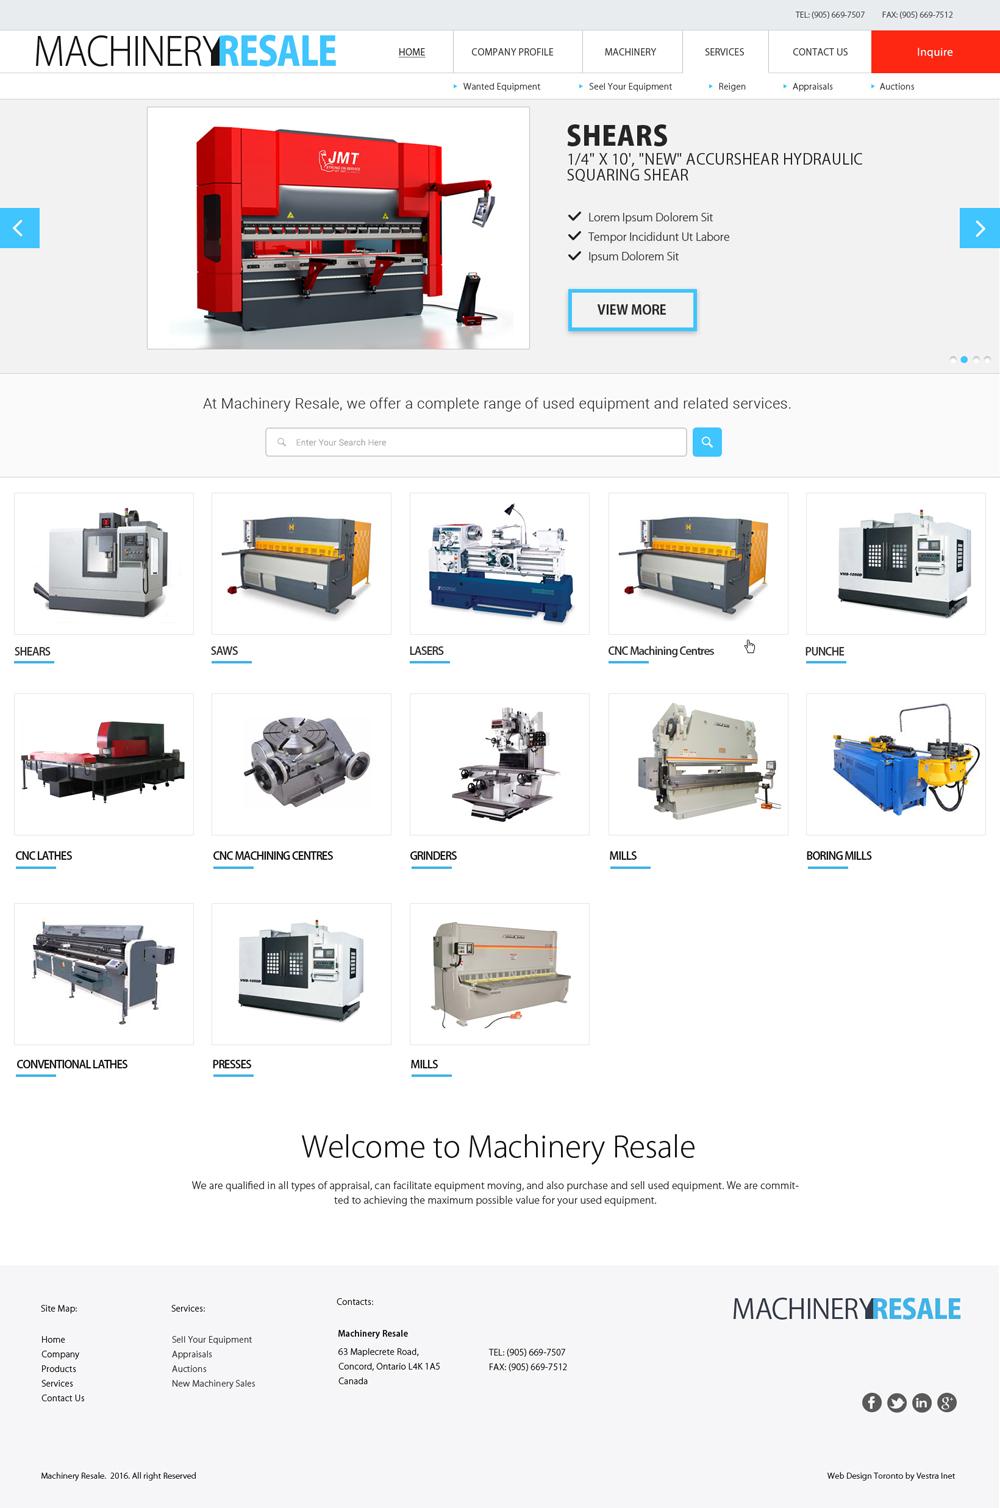 TEL: (905) 669-7507 FAX: (905) 669-7512
MACHINERYRESALE
HOME COMPANY PROFILE MACHINERY SERVICES CONTACT US Inquire
Wanted Equipment Seel Your Equipment Reigen Appraisals Auctions
JMT
SHEARS
1/4" X 10', "NEW" ACCURSHEAR HYDRAULIC
SQUARING SHEAR
Lorem Ipsum Dolorem Sit
Tempor Incididunt Ut Labore
Ipsum Dolorem Sit
VIEW MORE
At Machinery Resale, we offer a complete range of used equipment and related services.
Enter Your Search Here
SHEARS SAWS LASERS CNC Machining Centres PUNCHE
CNC LATHES CNC MACHINING CENTRES GRINDERS MILLS BORING MILLS
CONVENTIONAL LATHES PRESSES MILLS
Welcome to Machinery Resale
We are qualified in all types of appraisal, can facilitate equipment moving, and also purchase and sell used equipment. We are commit-
ted to achieving the maximum possible value for your used equipment.
Site Map:
Home
Company
Products
Services
Contact Us
Services:
Sell Your Equipment
Appraisals
Auctions
New Machinery Sales
Contacts:
Machinery Resale
63 Maplecrete Road,
Concord, Ontario L4K 1A5
Canada
TEL: (905) 669-7507
FAX: (905) 669-7512
MACHINERYRESALE
Machinery Resale. 2016. All right Reserved
Web Design Toronto by Vestra Inet